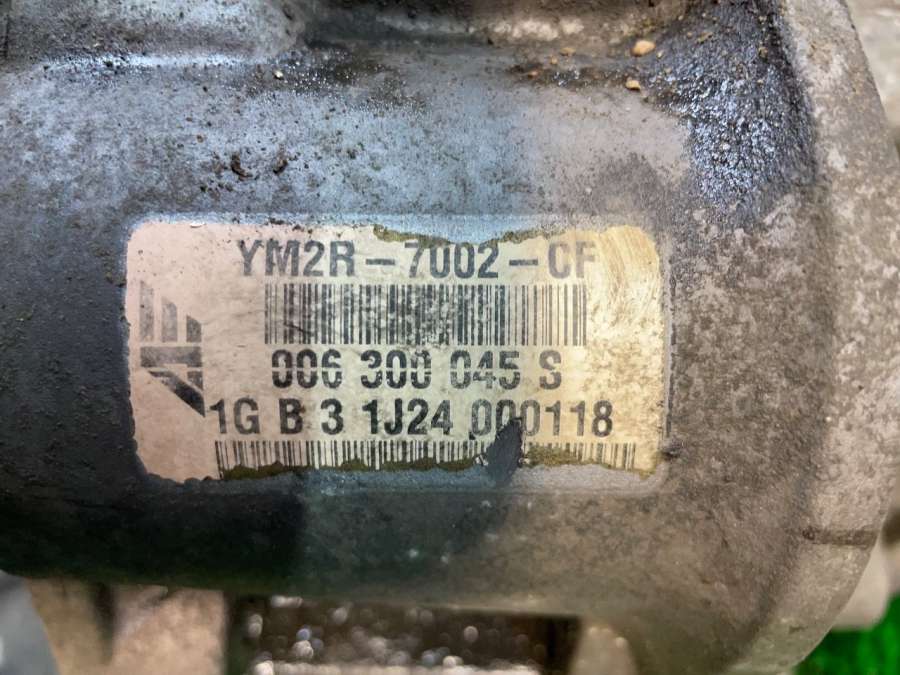 YM2R-7002-CF
006 300 045 S
1G B 3 1J24 000118